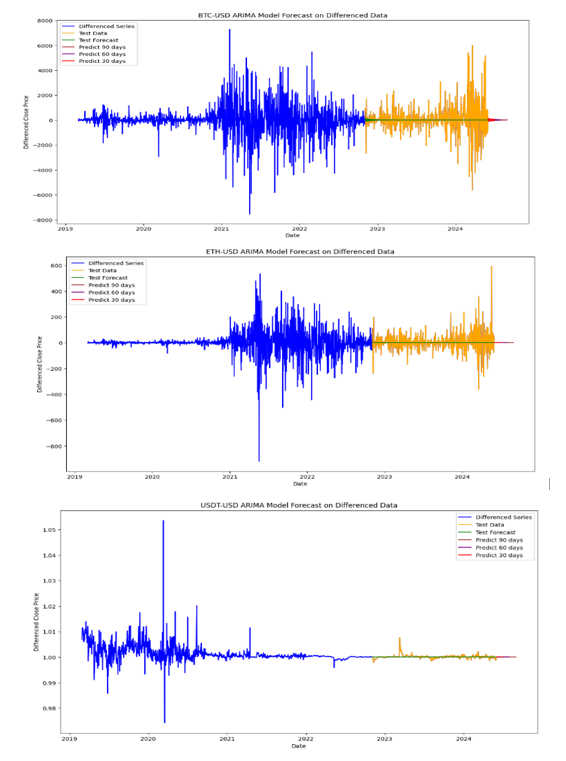 BTC-USD ARIMA Model Forecast on Differenced Data
8000
6000
4000
2000
0
−2000
−4000
−6000
−8000
Differenced Close Price
Differenced Series
Test Data
Test Forecast
Predict 90 days
Predict 60 days
Predict 30 days
2019 2020 2021 2022 2023 2024
Date
ETH-USD ARIMA Model Forecast on Differenced Data
600
400
200
0
−200
−400
−600
−800
Differenced Close Price
Differenced Series
Test Data
Test Forecast
Predict 90 days
Predict 60 days
Predict 30 days
2019 2020 2021 2022 2023 2024
Date
USDT-USD ARIMA Model Forecast on Differenced Data
1.05
1.04
1.03
1.02
1.01
1.00
0.99
0.98
Differenced Close Price
Differenced Series
Test Data
Test Forecast
Predict 90 days
Predict 60 days
Predict 30 days
2019 2020 2021 2022 2023 2024
Date